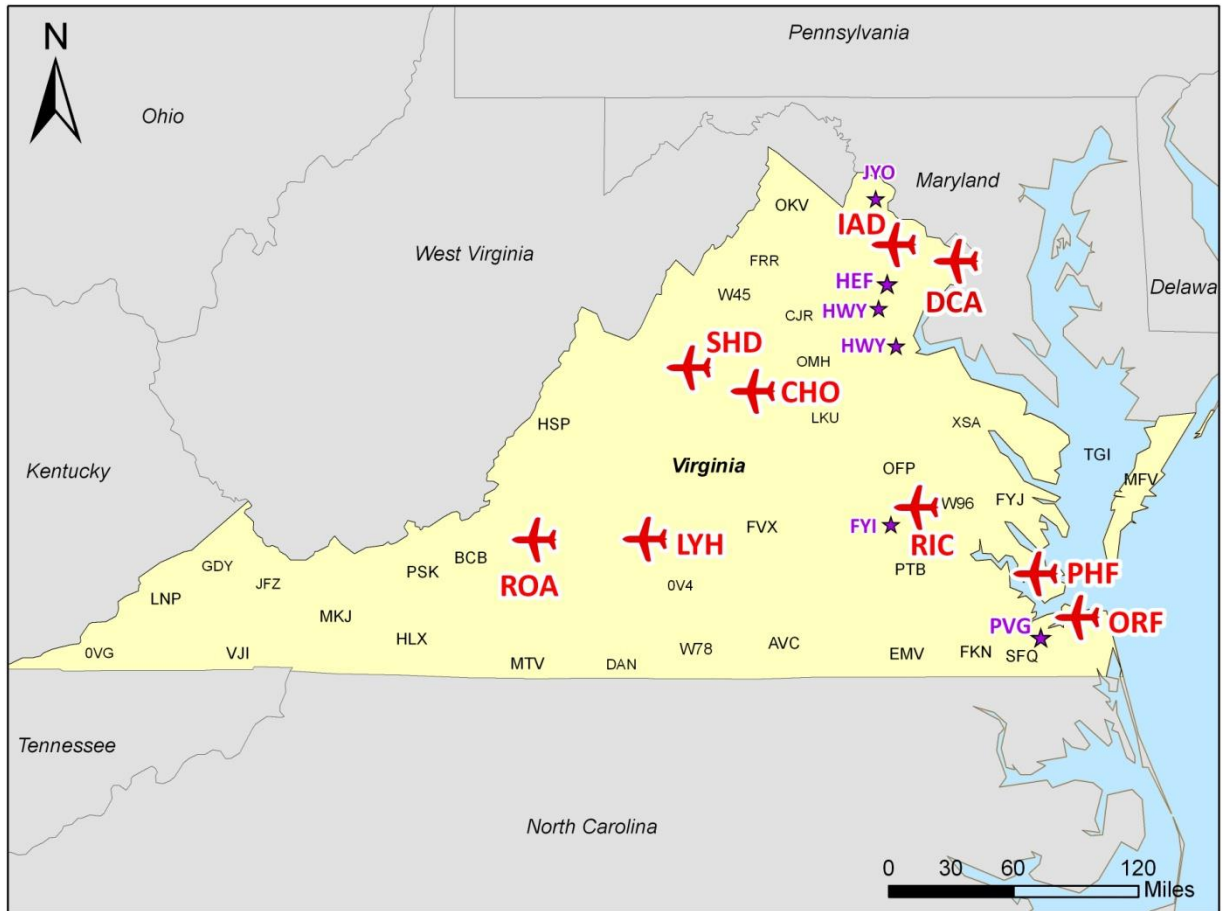 Pennsylvania
N
Ohio
JYO
Maryland
OKV
IAD
West Virginia
FRR
HEF
DCA
Delawa
W45
HWY
CJR
SHD
HWY
OMH
CHO
HSP
LKU
XSA
TGI
Kentucky
Virginia
OFP
MFV
W96
FYJ
FVX
FYI
RIC
LYH
BCB
GDY
PSK
ROA
PTB
PHF
JFZ
0V4
LNP
MKJ
ORF
PVG
HLX
AVC
0VG
VJI
W78
EMV
FKN
SFQ
MTV
DAN
Tennessee
North Carolina
0 30 60 120
Miles